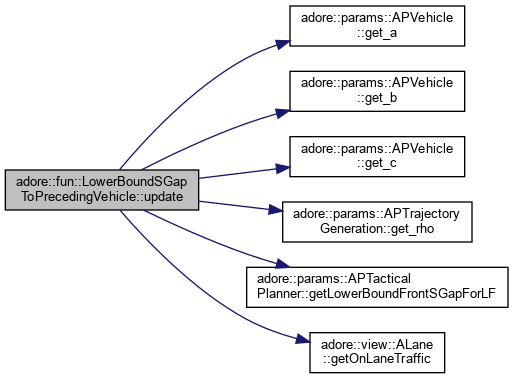 adore::params::APVehicle
::get_a
adore::params::APVehicle
::get_b
adore::params::APVehicle
::get_c
adore::fun::LowerBoundSGap
ToPrecedingVehicle::update
adore::params::APTrajectory
Generation::get_rho
adore::params::APTactical
Planner::getLowerBoundFrontSGapForLF
adore::view::ALane
::getOnLaneTraffic